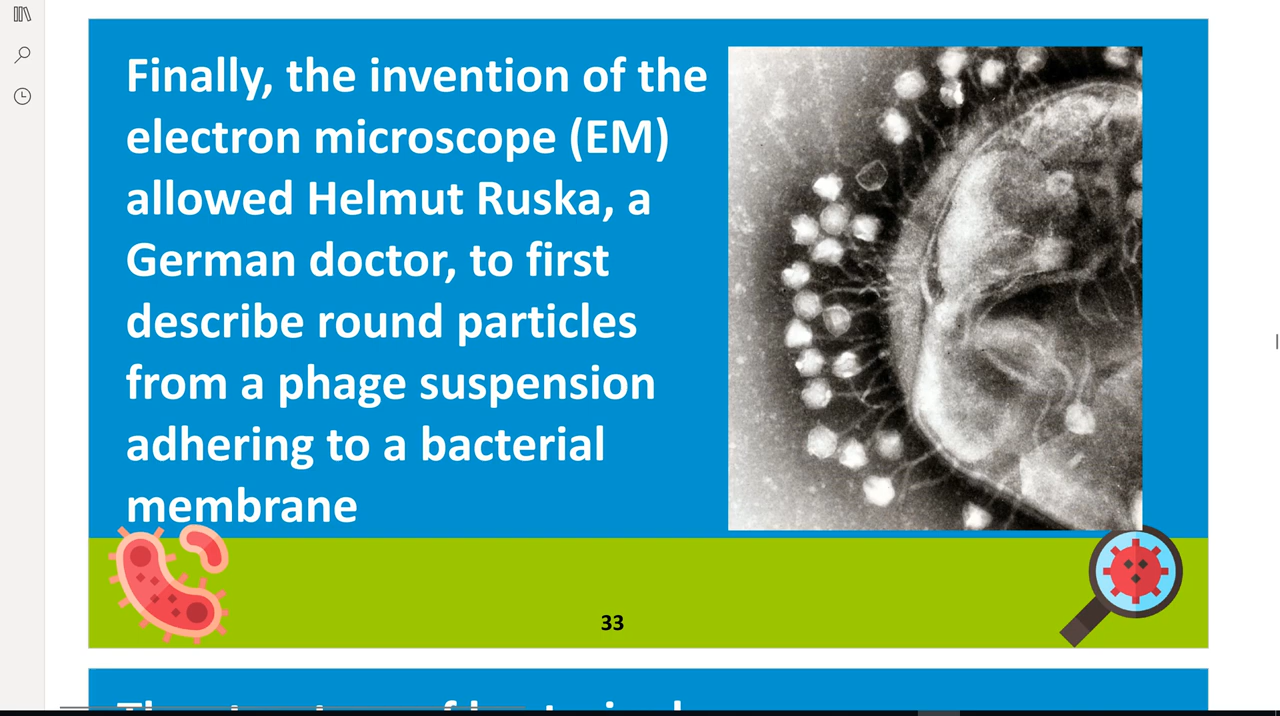 Finally, the invention of the
electron microscope (EM)
allowed Helmut Ruska, a
German doctor, to first
describe round particles
from a phage suspension
adhering to a bacterial
membrane
33